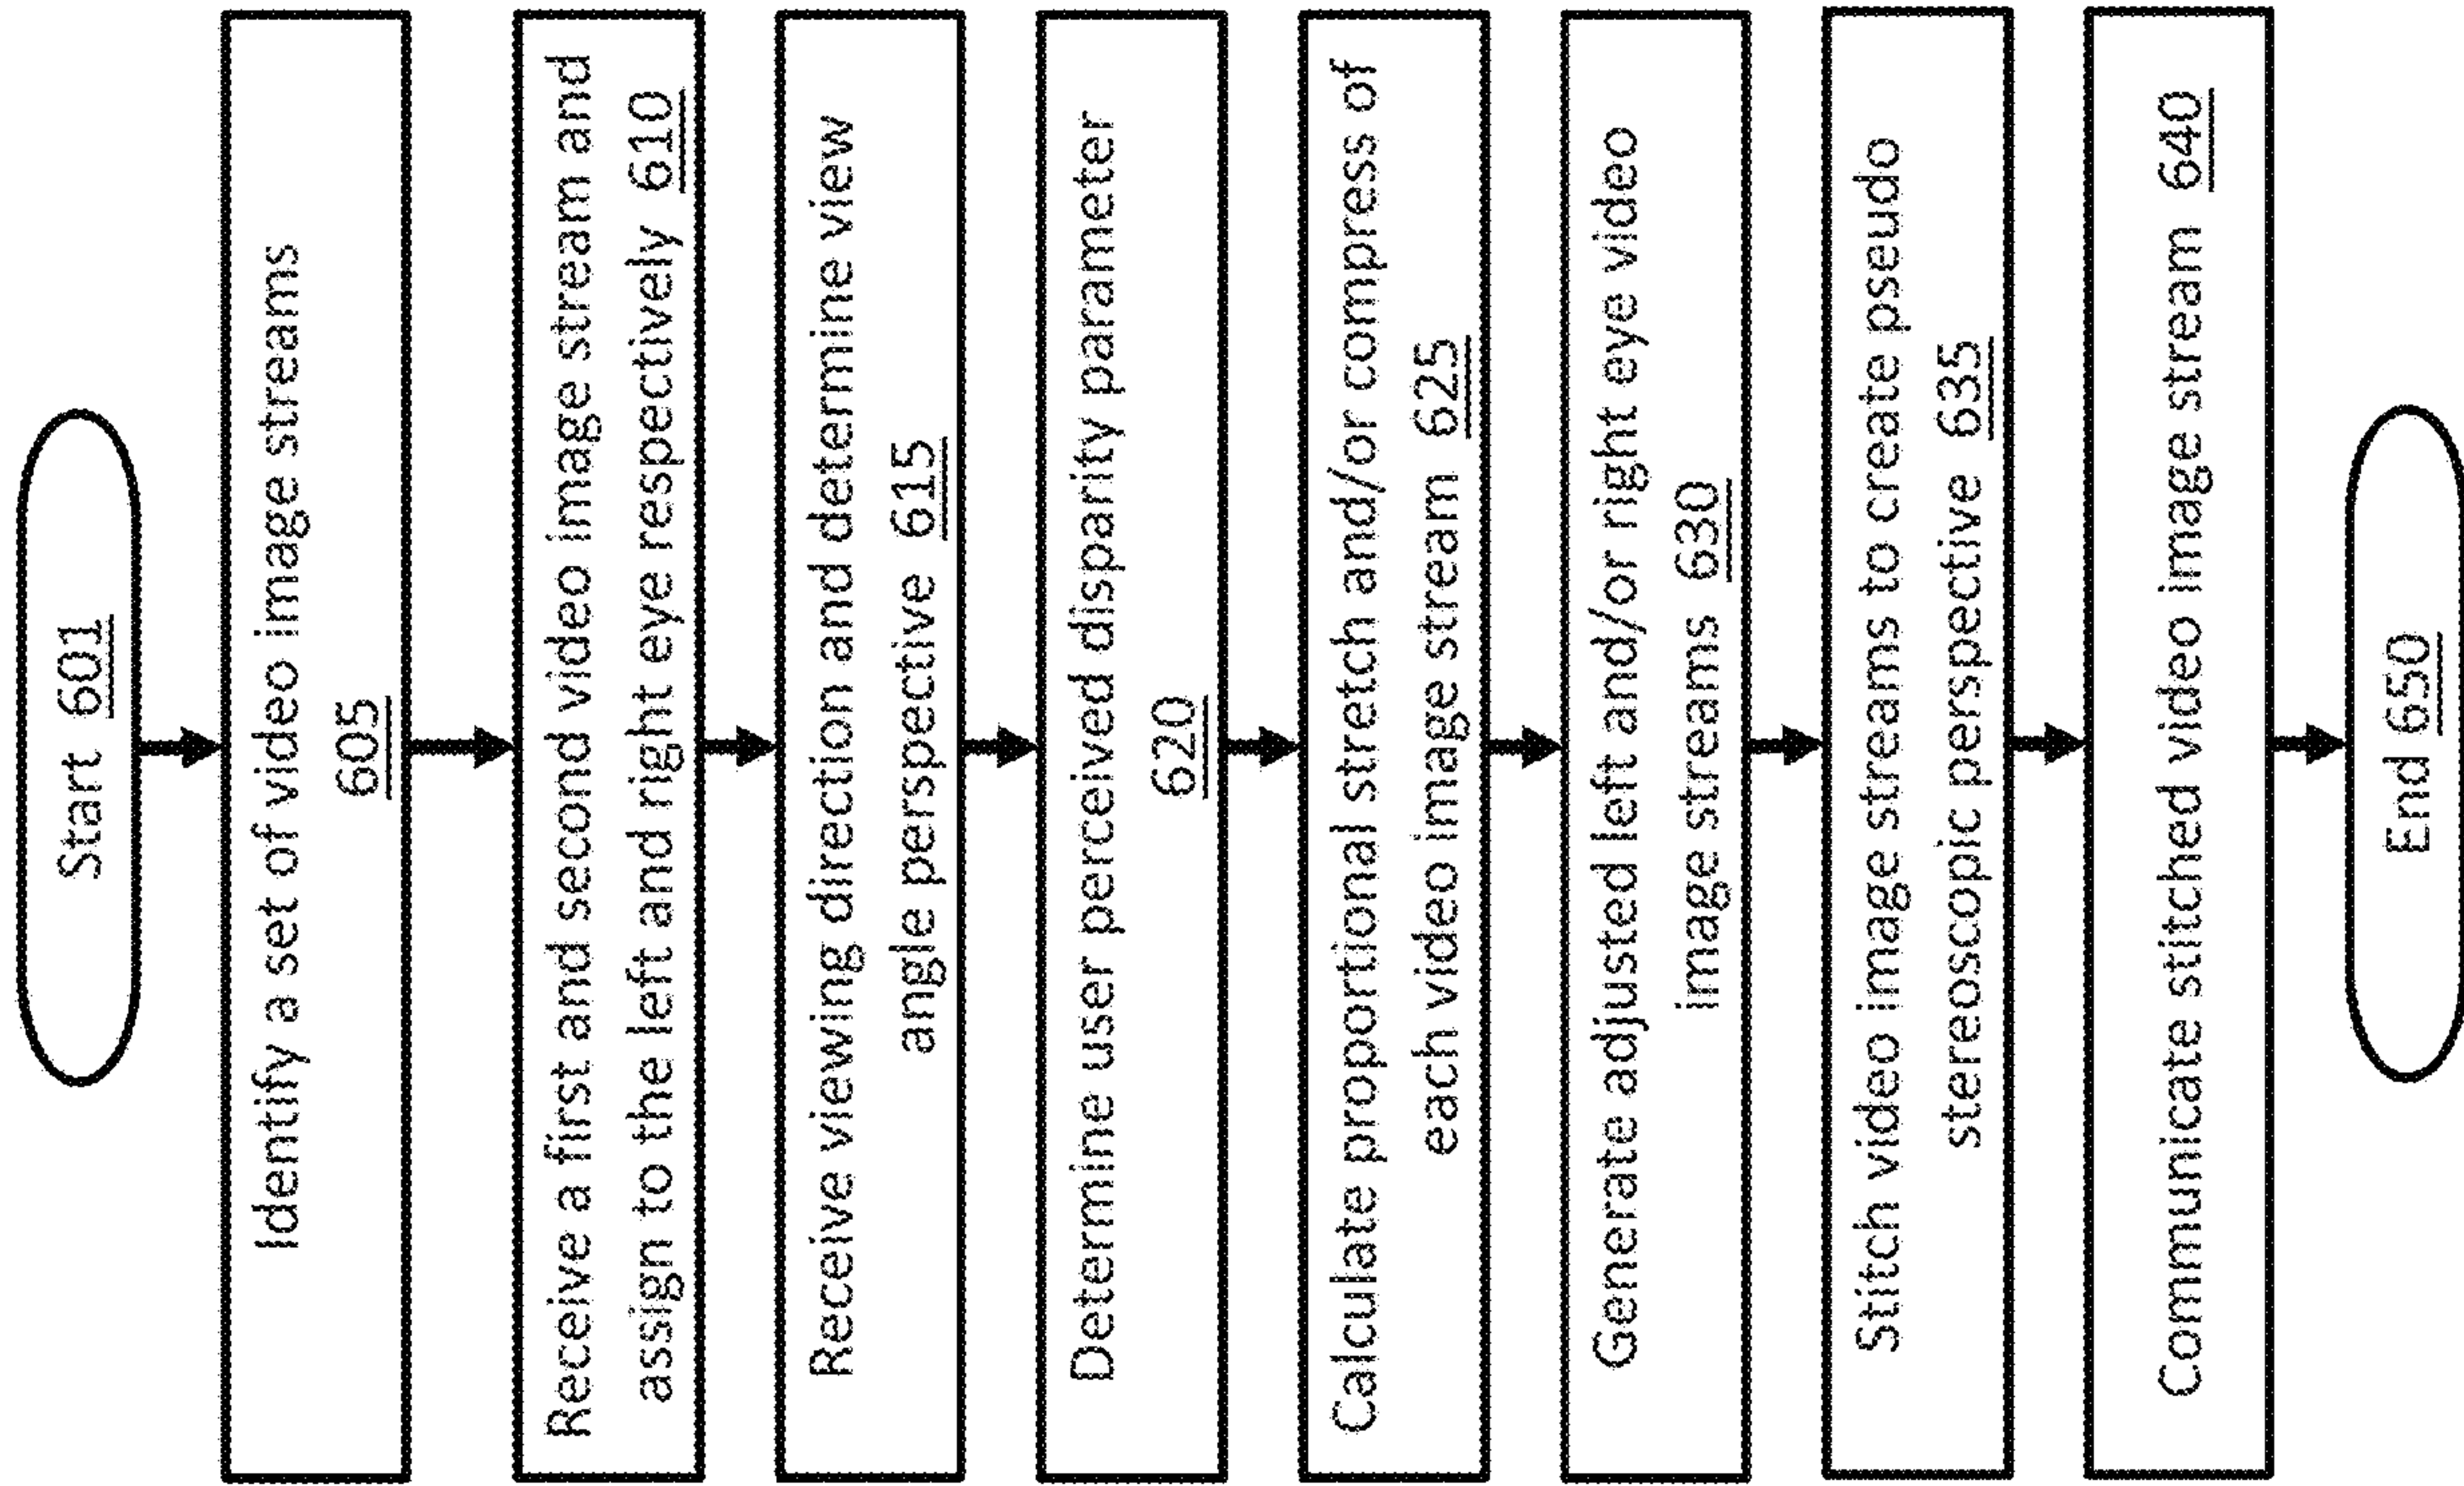 Start 601
Identify a set of video image streams
605
Receive a first and second video image stream and
assign to the left and right eye respectively 610
Receive viewing direction and determine view
angle perspective 615
Determine user perceived disparity parameter
620
Calculate proportional stretch and/or compress of
each video image stream 625
Generate adjusted left and/or right eye video
image streams 630
Stitch video image streams to create pseudo
stereoscopic perspective 635
Communicate stitched video image stream 640
End 650